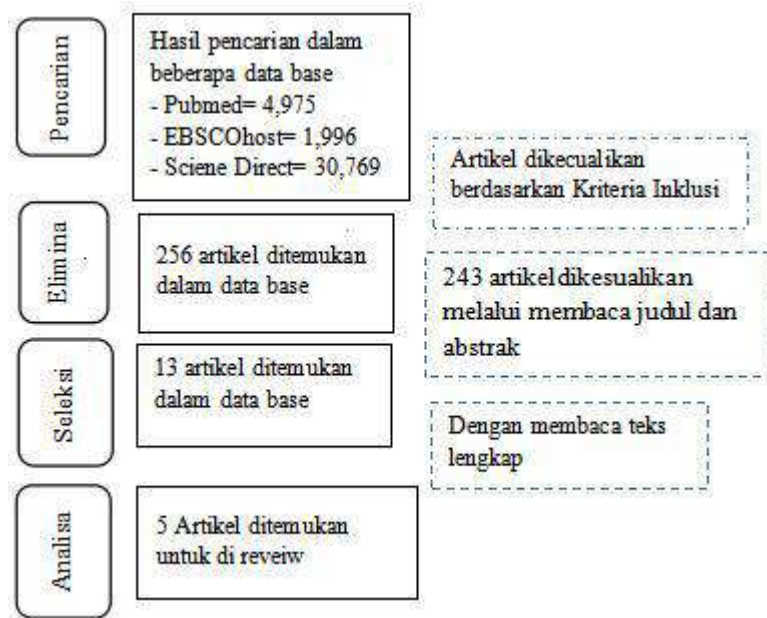 Pencarian
Hasil pencarian dalam
beberapa data base
- Pubmed= 4,975
- EBSCOhost= 1,996
- Sciene Direct= 30,769
Artikel dikecualikan
berdasarkan Kriteria Inklusi
Elimina
256 artikel ditemukan
dalam data base
243 artikel dikesualikan
melalui membaca judul dan
abstrak
Seleksi
13 artikel ditemukan
dalam data base
Dengan membaca teks
lengkap
Analisa
5 Artikel ditemukan
untuk di reveiw